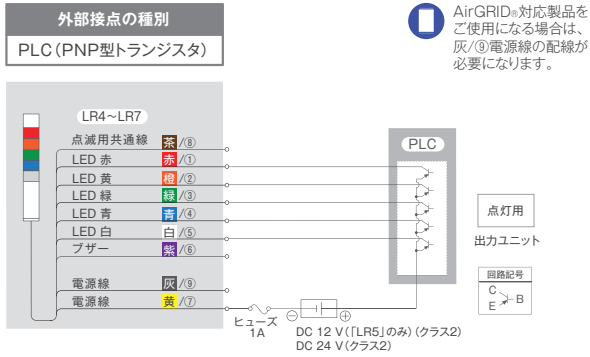 外部接点の種別
PLC（PNP型トランジスタ）
AirGRID®対応製品を
ご使用になる場合は、
灰/⑨電源線の配線が
必要になります。
LR4～LR7
点滅用共通線 茶/⑧
LED 赤 赤/①
LED 黄 橙/②
LED 緑 緑/③
LED 青 青/④
LED 白 白/⑤
ブザー 紫/⑥
電源線 灰/⑨
電源線 黄/⑦
PLC
点灯用
出力ユニット
回路記号
C
B
E
ヒューズ
1A
⊖ ⊕
DC 12 V（「LR5」のみ）（クラス2）
DC 24 V（クラス2）